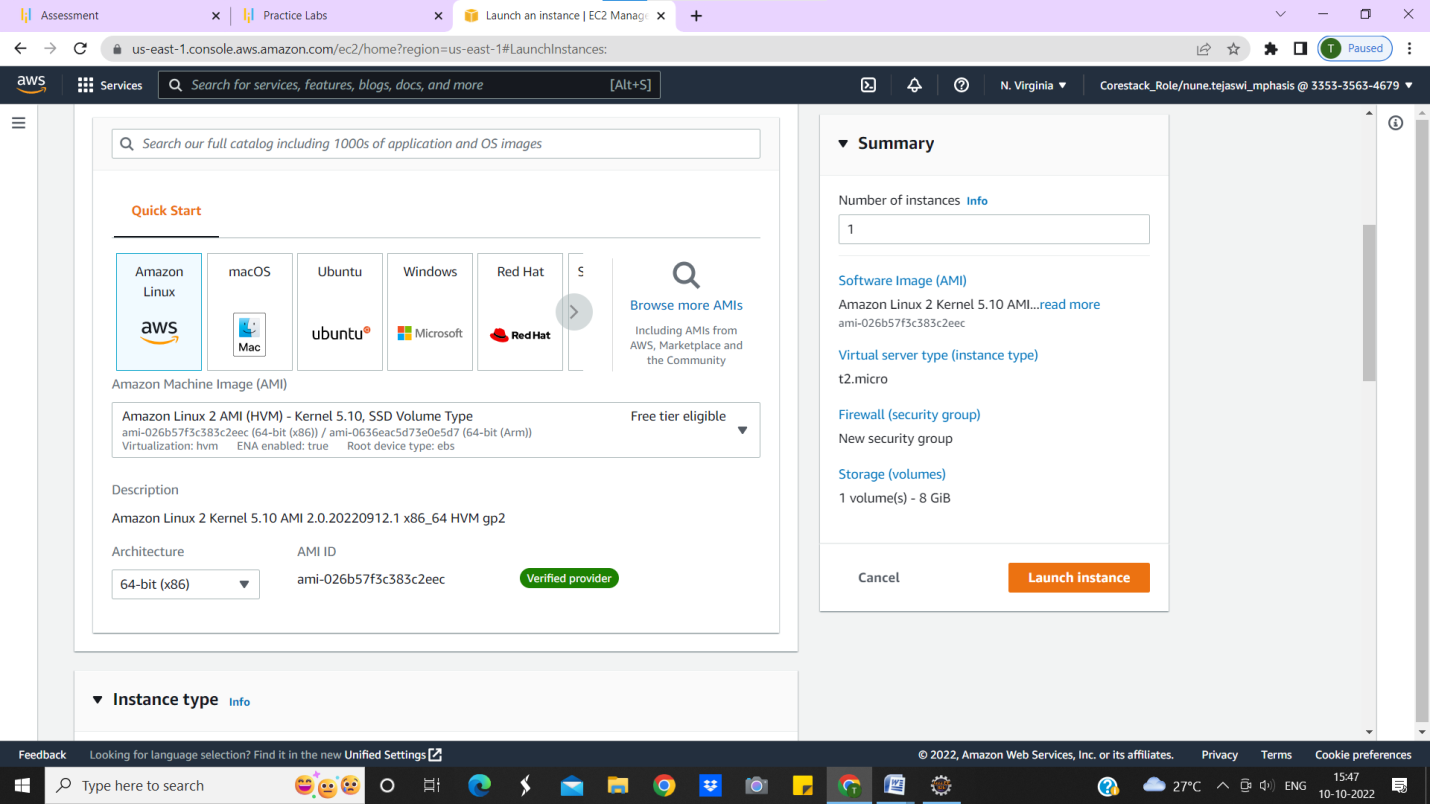 Assessment
Practice Labs
Launch an instance | EC2 Manage
us-east-1.console.aws.amazon.com/ec2/home?region=us-east-1#LaunchInstances:
T
Paused
aws
Services
Search for services, features, blogs, docs, and more
[Alt+S]
N. Virginia
Corestack_Role/nune.tejaswi_mphasis @ 3353-3563-4679
Search our full catalog including 1000s of application and OS images
Quick Start
Amazon Linux
aws
macOS
Mac
Ubuntu
ubuntu
Windows
Microsoft
Red Hat
Red Hat
S
Browse more AMIs
Including AMIs from
AWS, Marketplace and
the Community
Amazon Machine Image (AMI)
Amazon Linux 2 AMI (HVM) - Kernel 5.10, SSD Volume Type
Free tier eligible
ami-026b57f3c383c2eec (64-bit (x86)) / ami-0636eac5d73e0e5d7 (64-bit (Arm))
Virtualization: hvm ENA enabled: true Root device type: ebs
Description
Amazon Linux 2 Kernel 5.10 AMI 2.0.20220912.1 x86_64 HVM gp2
Architecture
AMI ID
64-bit (x86)
ami-026b57f3c383c2eec
Verified provider
Instance type Info
Summary
Number of instances Info
1
Software Image (AMI)
Amazon Linux 2 Kernel 5.10 AMI...read more
ami-026b57f3c383c2eec
Virtual server type (instance type)
t2.micro
Firewall (security group)
New security group
Storage (volumes)
1 volume(s) - 8 GiB
Cancel
Launch instance
Feedback
Looking for language selection? Find it in the new Unified Settings
© 2022, Amazon Web Services, Inc. or its affiliates.
Privacy
Terms
Cookie preferences
Type here to search
T
27°C
ENG
15:47
10-10-2022